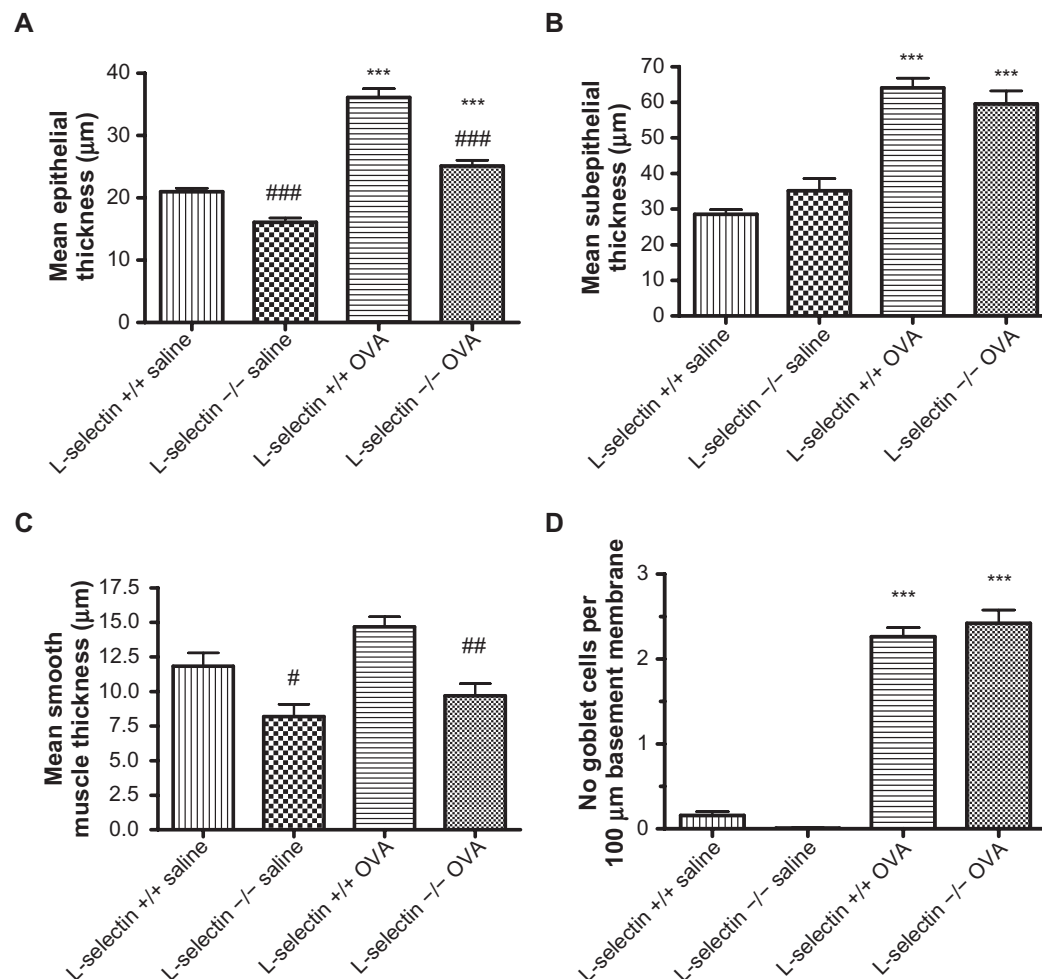 A
Mean epithelial
thickness (μm)
40
30
20
10
0
***
***
###
###
L-selectin +/+ saline
L-selectin −/− saline
L-selectin +/+ OVA
L-selectin −/− OVA
B
Mean subepithelial
thickness (μm)
70
60
50
40
30
20
10
0
***
***
L-selectin +/+ saline
L-selectin −/− saline
L-selectin +/+ OVA
L-selectin −/− OVA
C
Mean smooth
muscle thickness (μm)
17.5
15.0
12.5
10.0
7.5
5.0
2.5
0.0
#
##
L-selectin +/+ saline
L-selectin −/− saline
L-selectin +/+ OVA
L-selectin −/− OVA
D
No goblet cells per
100 μm basement membrane
3
2
1
0
***
***
L-selectin +/+ saline
L-selectin −/− saline
L-selectin +/+ OVA
L-selectin −/− OVA